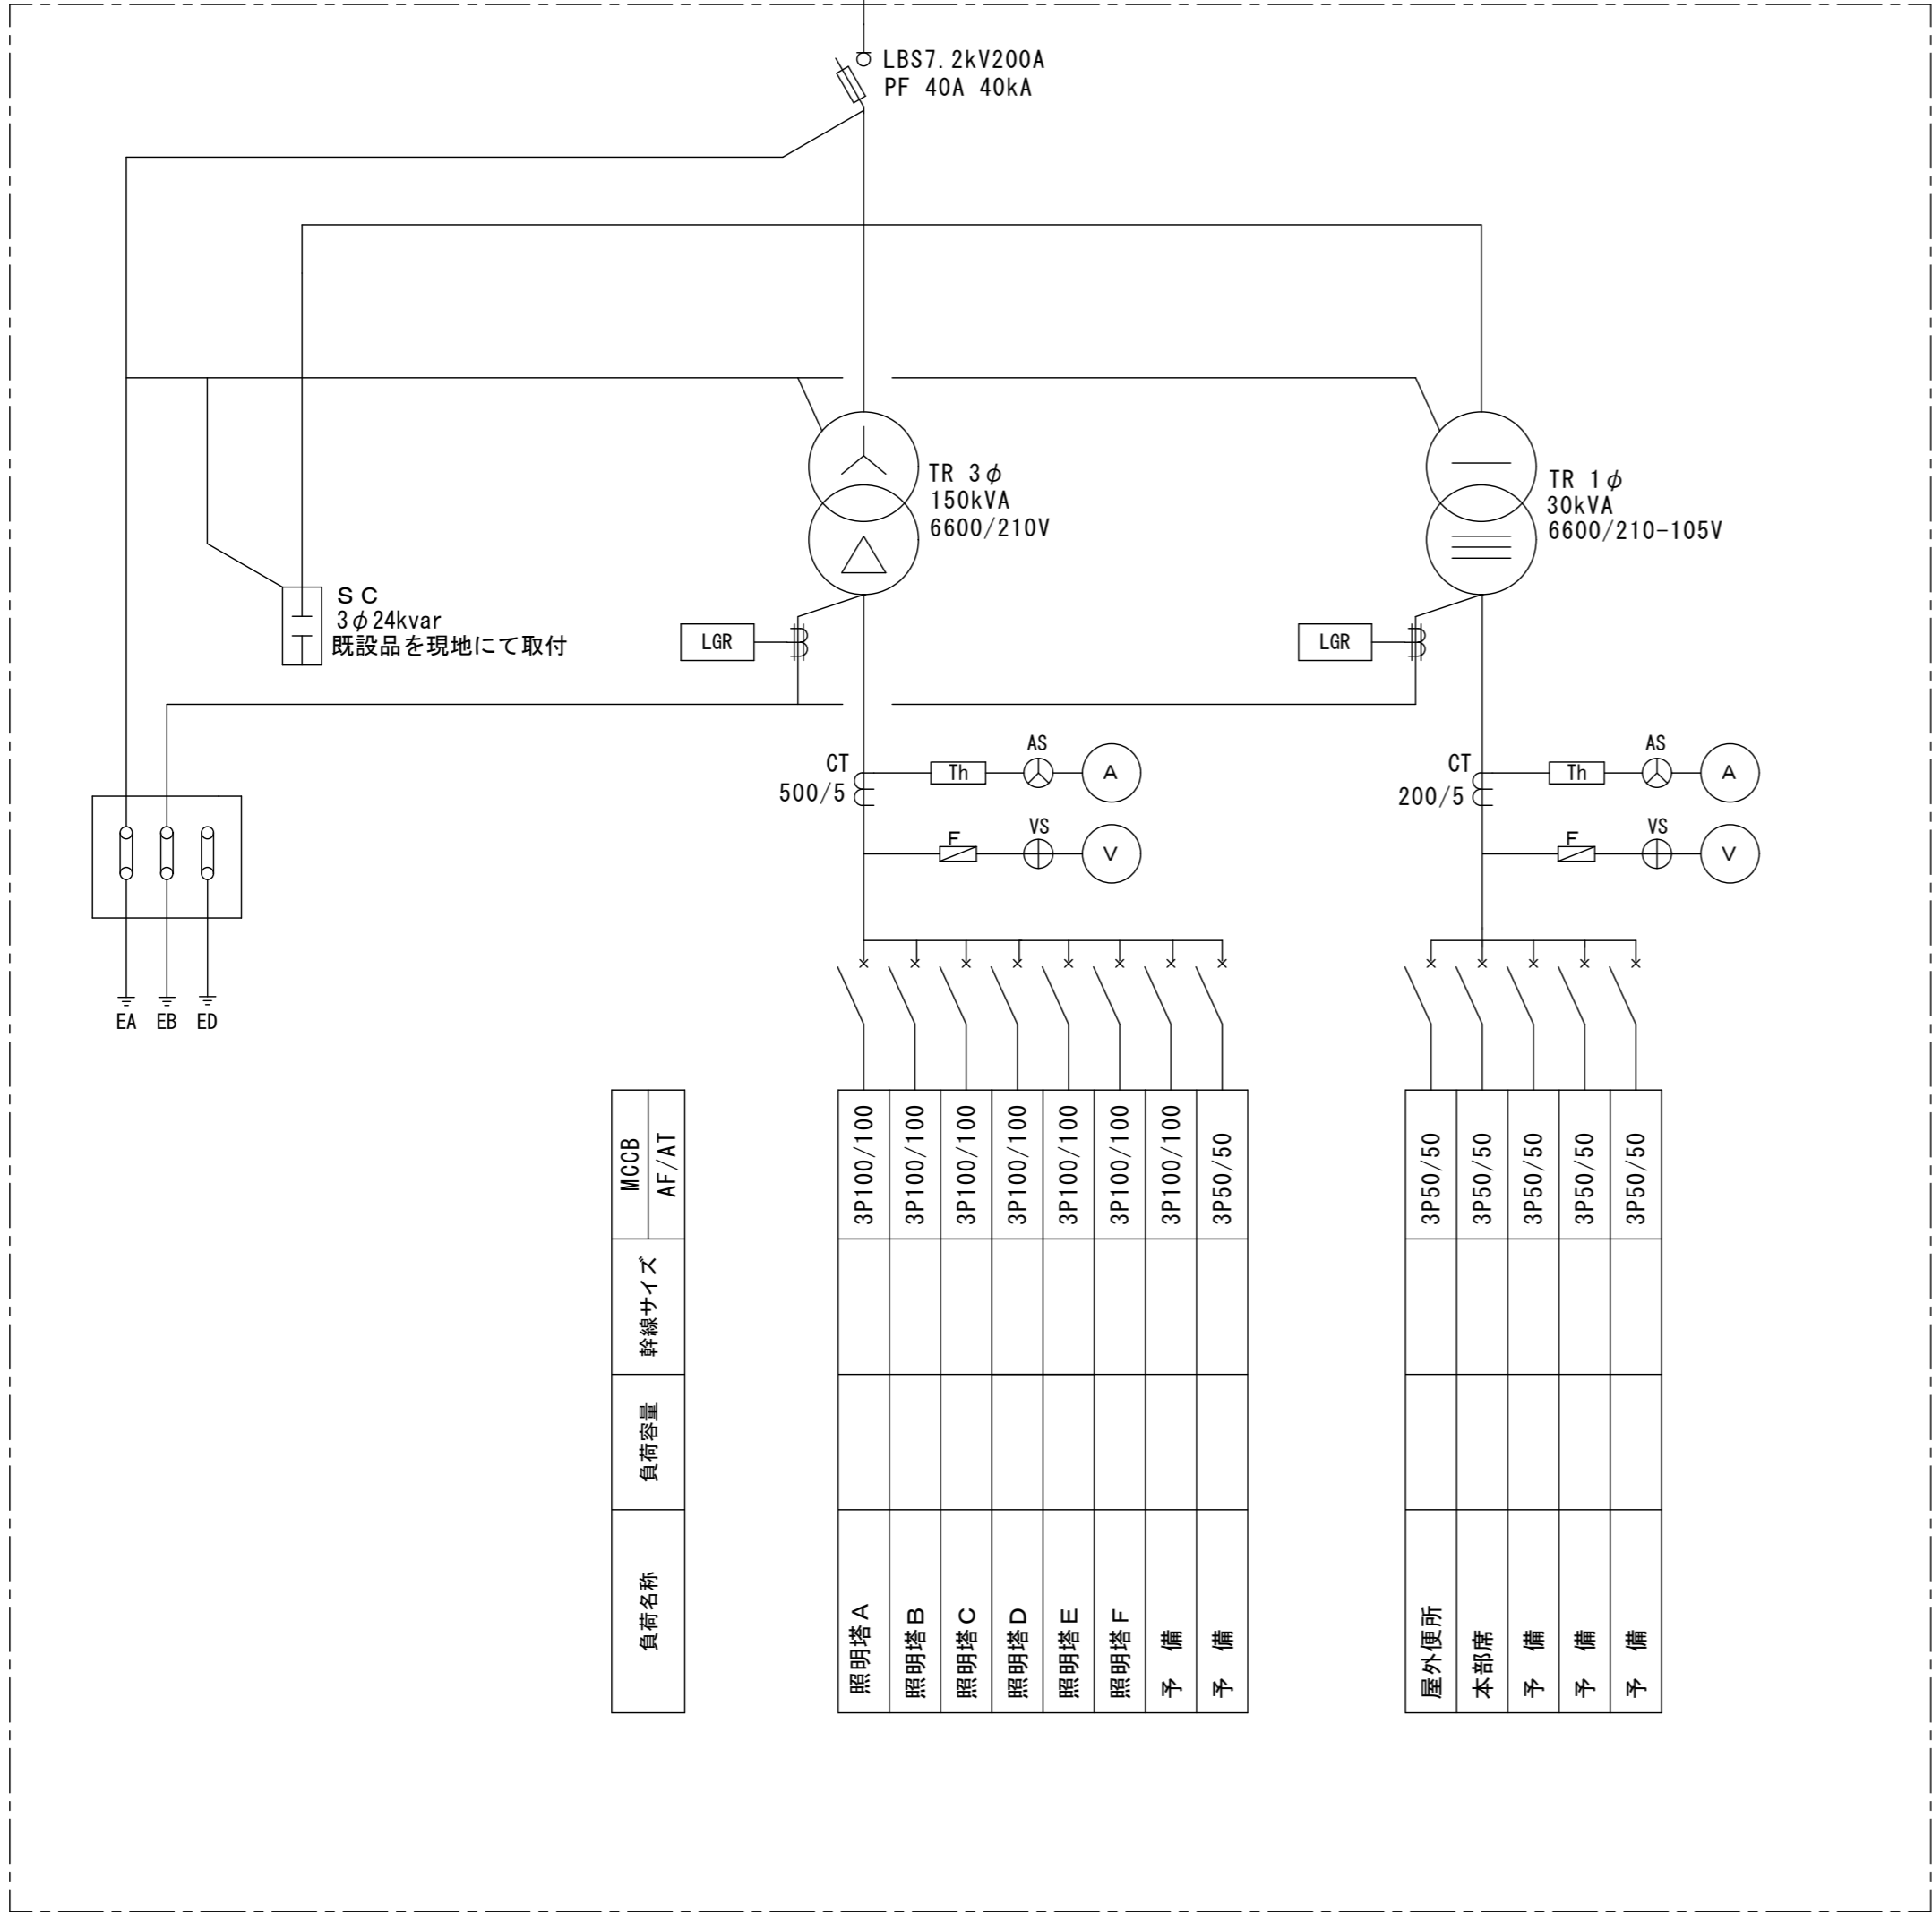 LBS7.2kV200A
PF 40A 40kA
TR 3φ
150kVA
6600/210V
TR 1φ
30kVA
6600/210-105V
ＳＣ
3φ24kvar
既設品を現地にて取付
LGR
LGR
CT
500/5
Th
AS
A
F
VS
V
CT
200/5
Th
AS
A
F
VS
V
EA
EB
ED
MCCB
AF/AT
幹線サイズ
負荷容量
負荷名称
3P100/100
3P100/100
3P100/100
3P100/100
3P100/100
3P100/100
3P100/100
3P50/50
照明塔Ａ
照明塔Ｂ
照明塔Ｃ
照明塔Ｄ
照明塔Ｅ
照明塔Ｆ
予　備
予　備
3P50/50
3P50/50
3P50/50
3P50/50
3P50/50
屋外便所
本部席
予　備
予　備
予　備